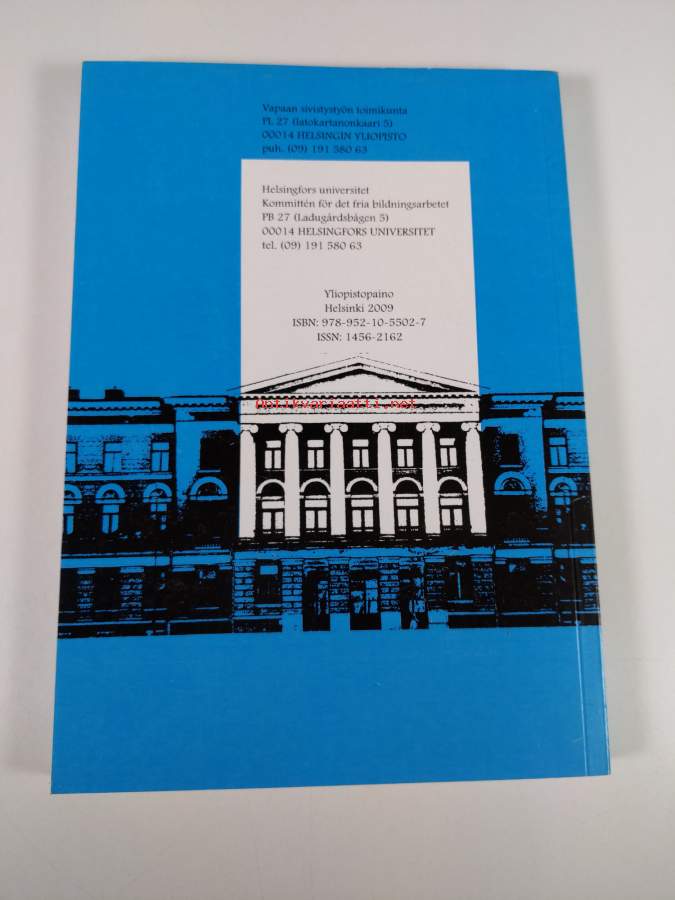 Vapaan sivistystyön toimikunta
PL 27 (latokartanonkaari 5)
00014 HELSINGIN YLIOPISTO
puh. (09) 191 580 63
Helsingfors universitet
Kommittén för det fria bildningsarbetet
PB 27 (Ladugårdsbågen 5)
00014 HELSINGFORS UNIVERSITET
tel. (09) 191 580 63
Yliopistopaino
Helsinki 2009
ISBN: 978-952-10-5502-7
ISSN: 1456-2162
Antikvariaatti.net